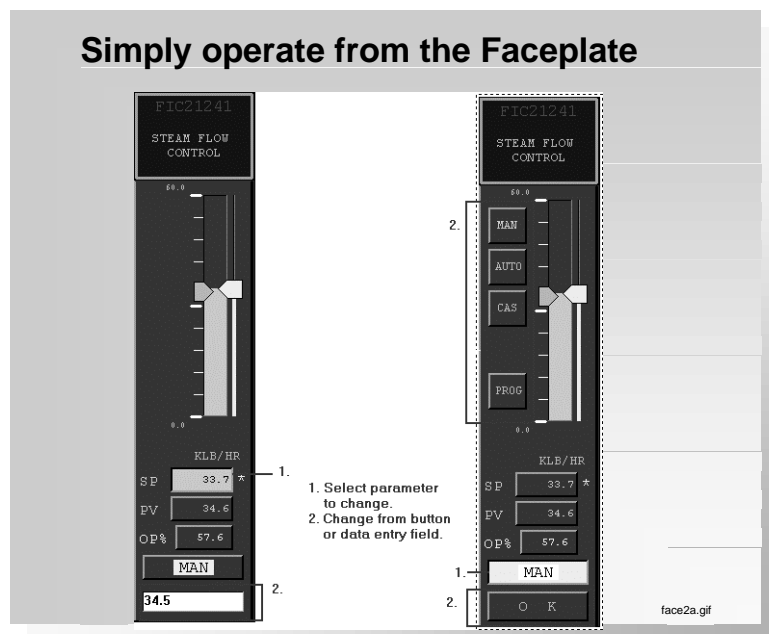 Simply operate from the Faceplate
FIC21241
STEAM FLOW
CONTROL
60.0
0.0
KLB/HR
SP 33.7 *
PV 34.6
OP% 57.6
MAN
34.5
1.
2.
1. Select parameter
to change.
2. Change from button
or data entry field.
FIC21241
STEAM FLOW
CONTROL
60.0
2.
MAN
AUTO
CAS
PROG
0.0
KLB/HR
SP 33.7 *
PV 34.6
OP% 57.6
1.
MAN
2.
O K
face2a.gif